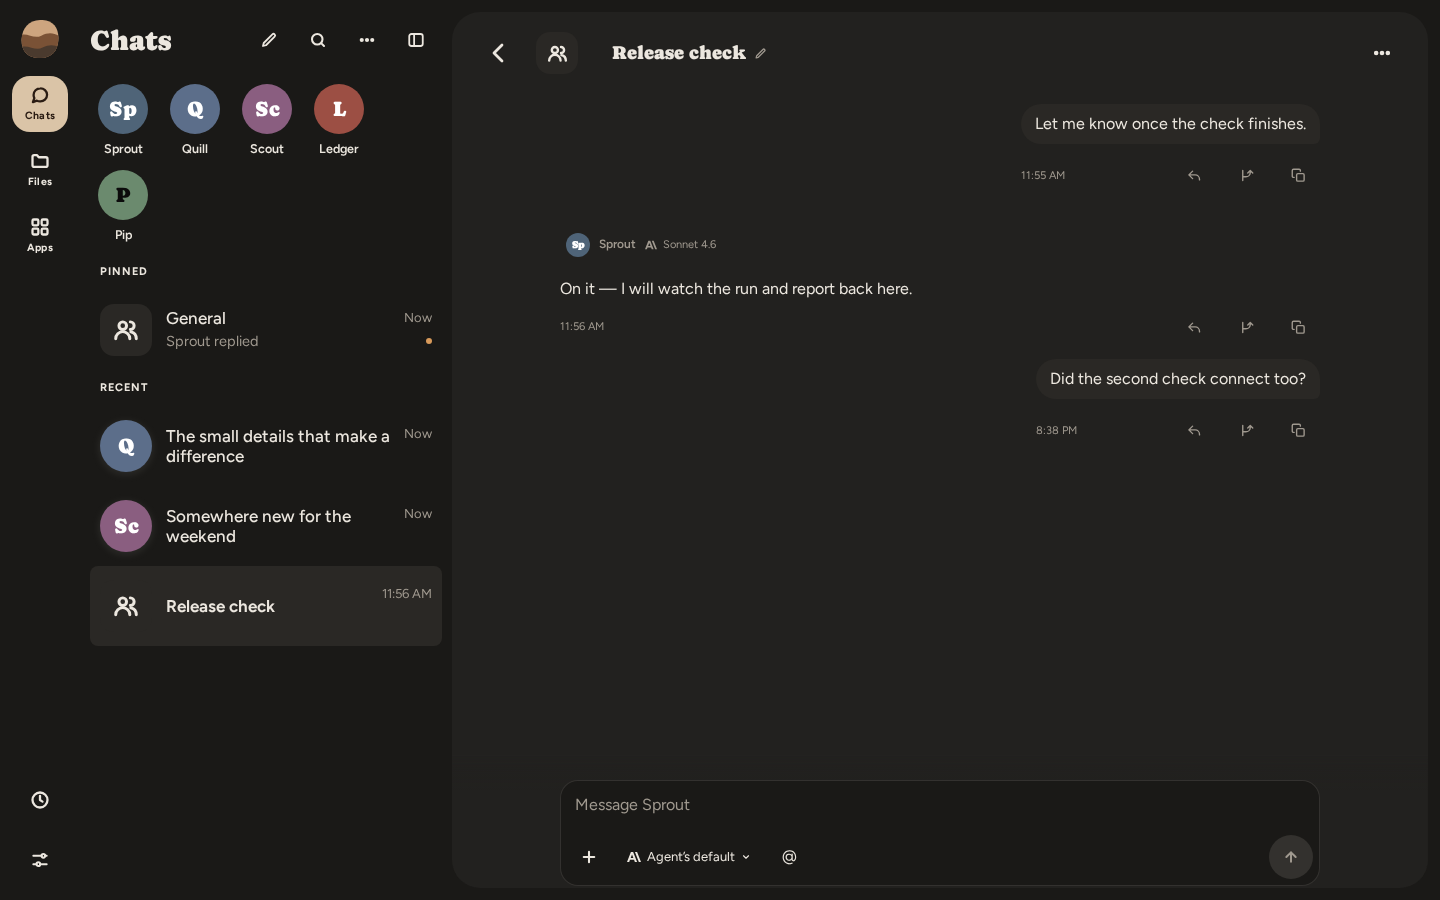 Chats
Chats
Files
Apps
Sp
Sprout
Q
Quill
Sc
Scout
L
Ledger
P
Pip
PINNED
General
Now
Sprout replied
RECENT
Q
The small details that make a difference
Now
Sc
Somewhere new for the weekend
Now
Release check
11:56 AM
Release check
Let me know once the check finishes.
11:55 AM
Sp
Sprout
Sonnet 4.6
On it — I will watch the run and report back here.
11:56 AM
Did the second check connect too?
8:38 PM
Message Sprout
Agent's default
@